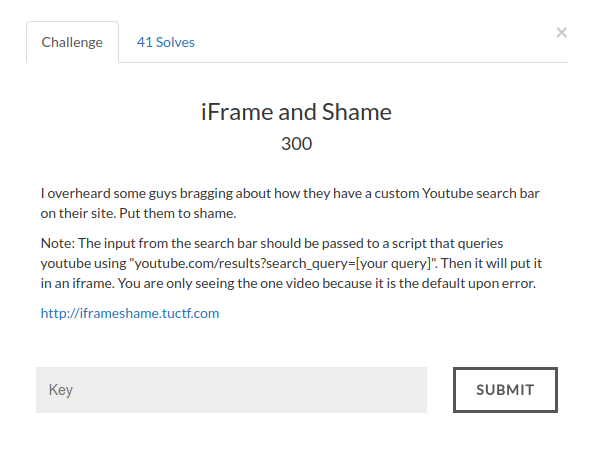 Challenge
41 Solves
×
iFrame and Shame
300
I overheard some guys bragging about how they have a custom Youtube search bar
on their site. Put them to shame.
Note: The input from the search bar should be passed to a script that queries
youtube using "youtube.com/results?search_query=[your query]". Then it will put it
in an iframe. You are only seeing the one video because it is the default upon error.
http://iframeshame.tuctf.com
Key
SUBMIT